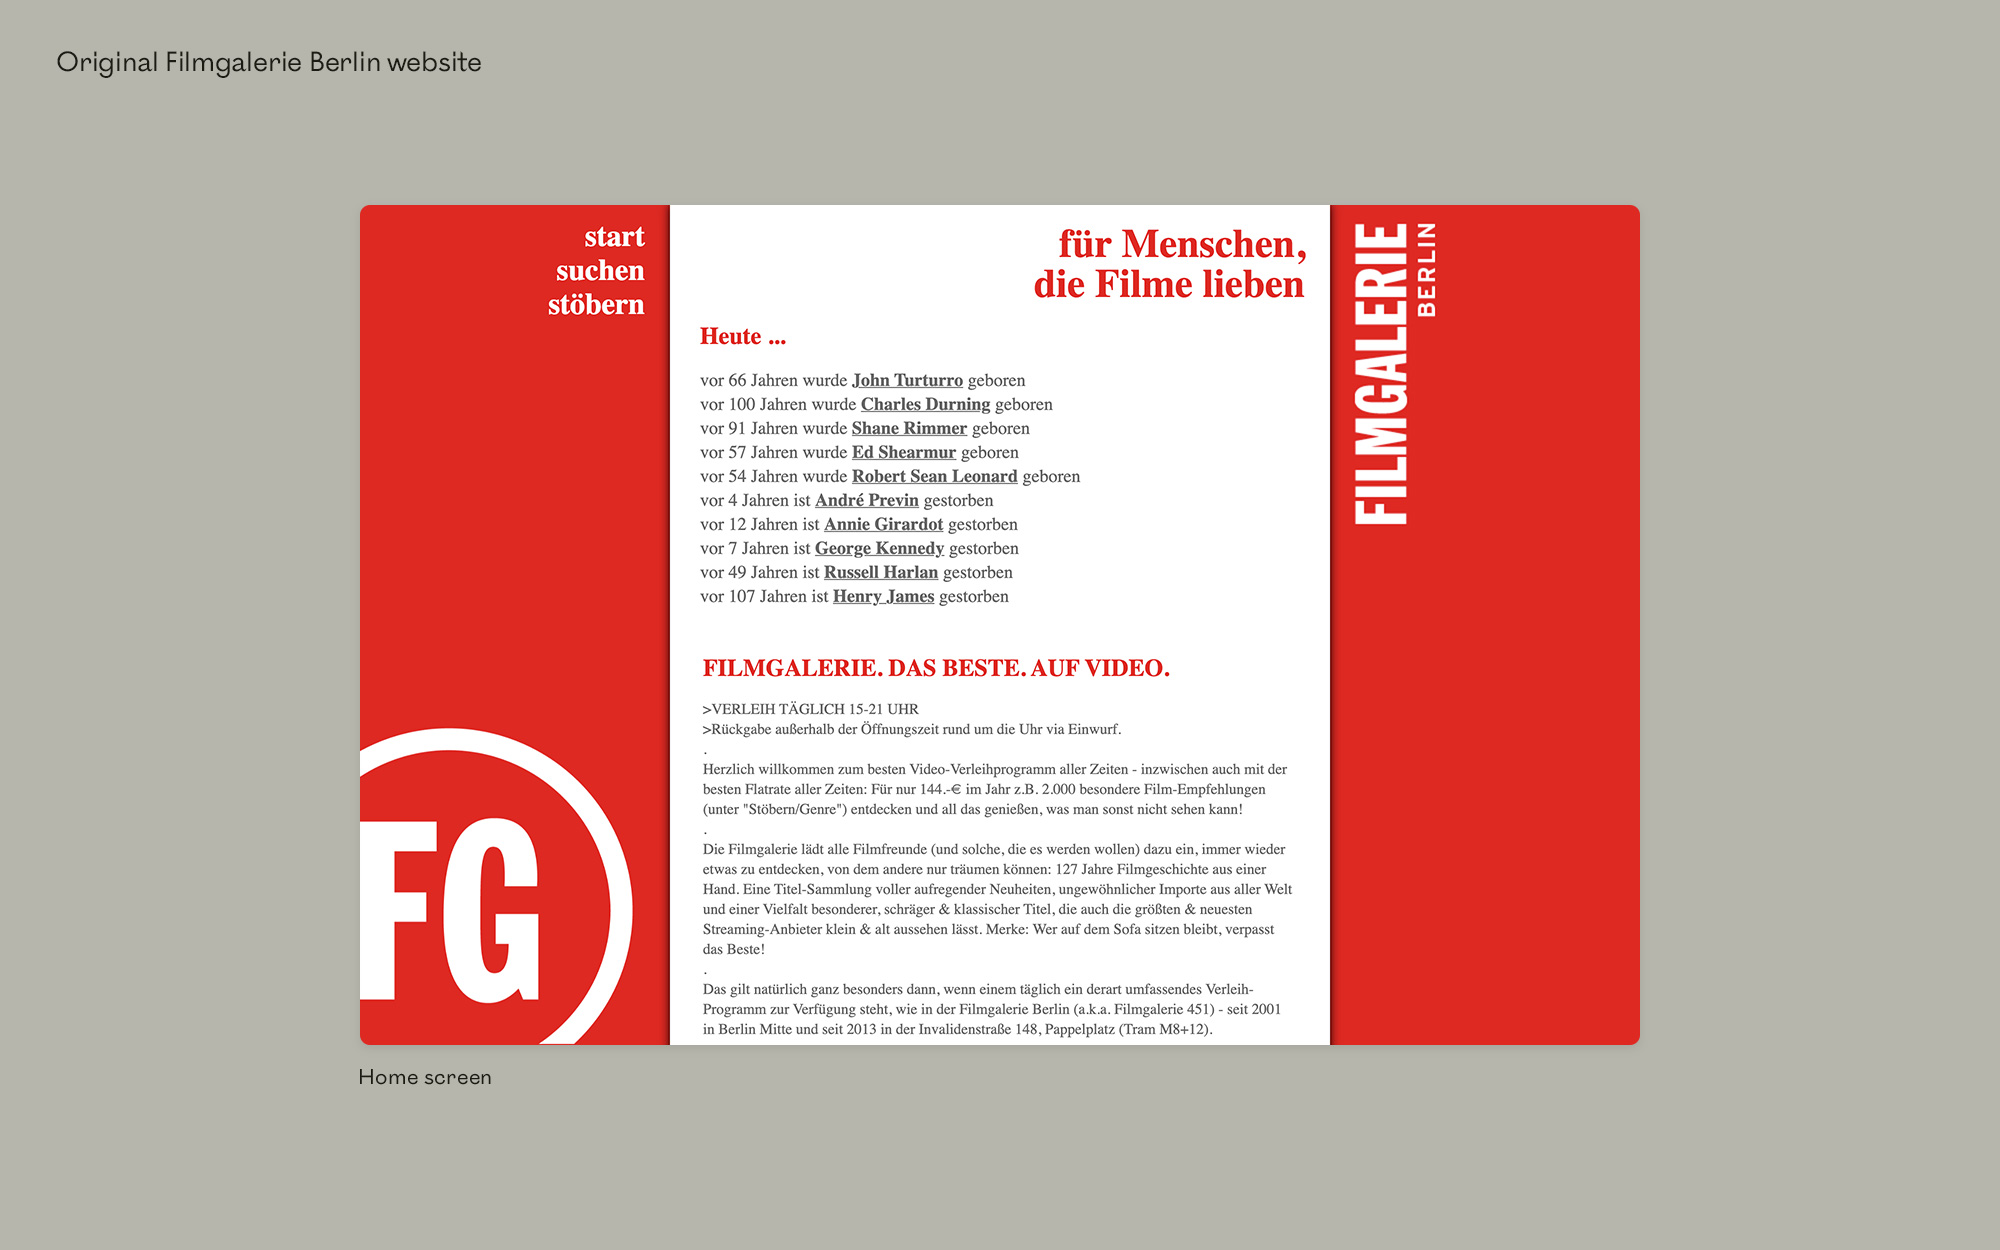 Original Filmgalerie Berlin website
start
suchen
stöbern
für Menschen,
die Filme lieben
FILMGALERIE
BERLIN
Heute ...
vor 66 Jahren wurde John Turturro geboren
vor 100 Jahren wurde Charles Durning geboren
vor 91 Jahren wurde Shane Rimmer geboren
vor 57 Jahren wurde Ed Shearmur geboren
vor 54 Jahren wurde Robert Sean Leonard geboren
vor 4 Jahren ist André Previn gestorben
vor 12 Jahren ist Annie Girardot gestorben
vor 7 Jahren ist George Kennedy gestorben
vor 49 Jahren ist Russell Harlan gestorben
vor 107 Jahren ist Henry James gestorben
FILMGALERIE. DAS BESTE. AUF VIDEO.
>VERLEIH TÄGLICH 15-21 UHR
>Rückgabe außerhalb der Öffnungszeit rund um die Uhr via Einwurf.
.
Herzlich willkommen zum besten Video-Verleihprogramm aller Zeiten - inzwischen auch mit der
besten Flatrate aller Zeiten: Für nur 144.-€ im Jahr z.B. 2.000 besondere Film-Empfehlungen
(unter "Stöbern/Genre") entdecken und all das genießen, was man sonst nicht sehen kann!
.
Die Filmgalerie lädt alle Filmfreunde (und solche, die es werden wollen) dazu ein, immer wieder
etwas zu entdecken, von dem andere nur träumen können: 127 Jahre Filmgeschichte aus einer
Hand. Eine Titel-Sammlung voller aufregender Neuheiten, ungewöhnlicher Importe aus aller Welt
und einer Vielfalt besonderer, schräger & klassischer Titel, die auch die größten & neuesten
Streaming-Anbieter klein & alt aussehen lässt. Merke: Wer auf dem Sofa sitzen bleibt, verpasst
das Beste!
.
Das gilt natürlich ganz besonders dann, wenn einem täglich ein derart umfassendes Verleih-
Programm zur Verfügung steht, wie in der Filmgalerie Berlin (a.k.a. Filmgalerie 451) - seit 2001
in Berlin Mitte und seit 2013 in der Invalidenstraße 148, Pappelplatz (Tram M8+12).
FG
Home screen